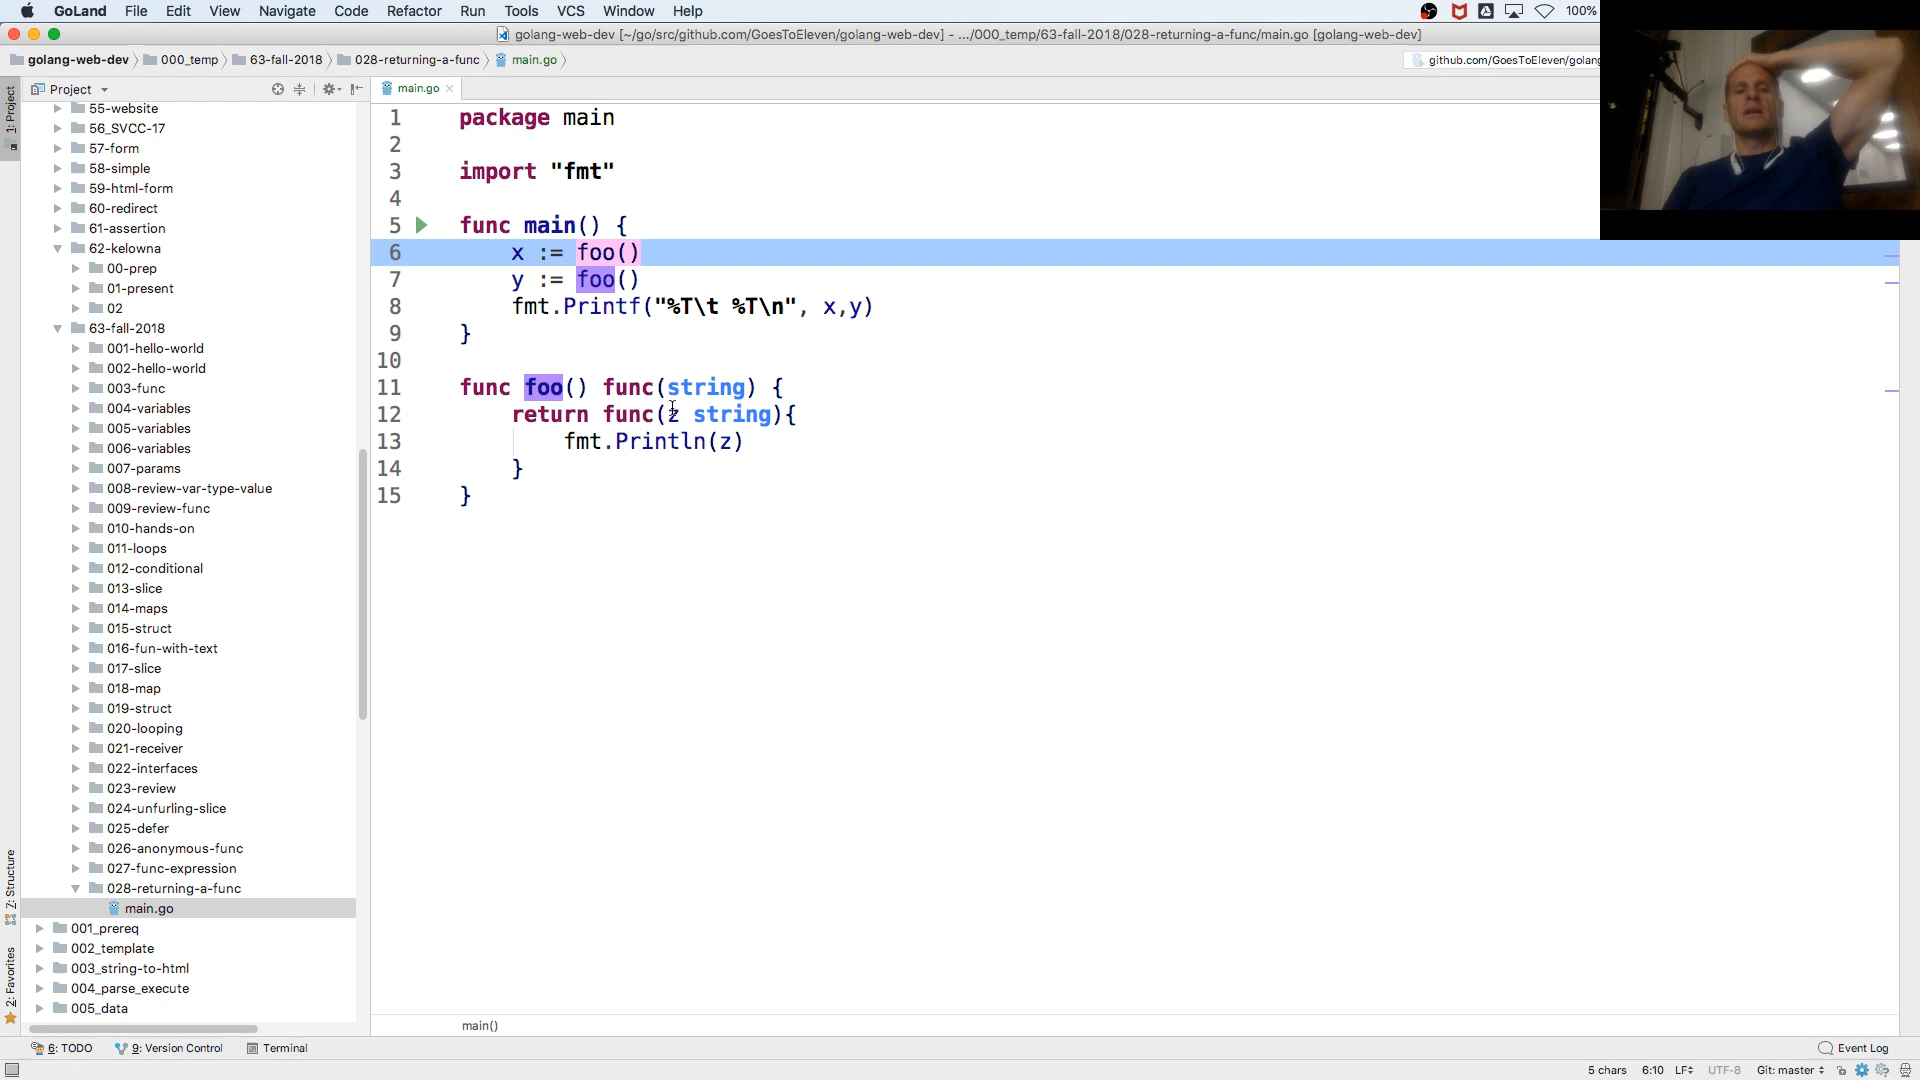 GoLand File Edit View Navigate Code Refactor Run Tools VCS Window Help 100%
golang-web-dev [~/go/src/github.com/GoesToEleven/golang-web-dev] - .../000_temp/63-fall-2018/028-returning-a-func/main.go [golang-web-dev]
golang-web-dev 000_temp 63-fall-2018 028-returning-a-func main.go github.com/GoesToEleven/golang
Project main.go
1: Project
55-website
56_SVCC-17
57-form
58-simple
59-html-form
60-redirect
61-assertion
62-kelowna
00-prep
01-present
02
63-fall-2018
001-hello-world
002-hello-world
003-func
004-variables
005-variables
006-variables
007-params
008-review-var-type-value
009-review-func
010-hands-on
011-loops
012-conditional
013-slice
014-maps
015-struct
016-fun-with-text
017-slice
018-map
019-struct
020-looping
021-receiver
022-interfaces
023-review
024-unfurling-slice
025-defer
026-anonymous-func
027-func-expression
028-returning-a-func
main.go
001_prereq
002_template
003_string-to-html
004_parse_execute
005_data
Z: Structure
2: Favorites
1 package main
2
3 import "fmt"
4
5 func main() {
6 x := foo()
7 y := foo()
8 fmt.Printf("%T\t %T\n", x,y)
9 }
10
11 func foo() func(string) {
12 return func(z string){
13 fmt.Println(z)
14 }
15 }
main()
6: TODO 9: Version Control Terminal Event Log
5 chars 6:10 LF UTF-8 Git: master